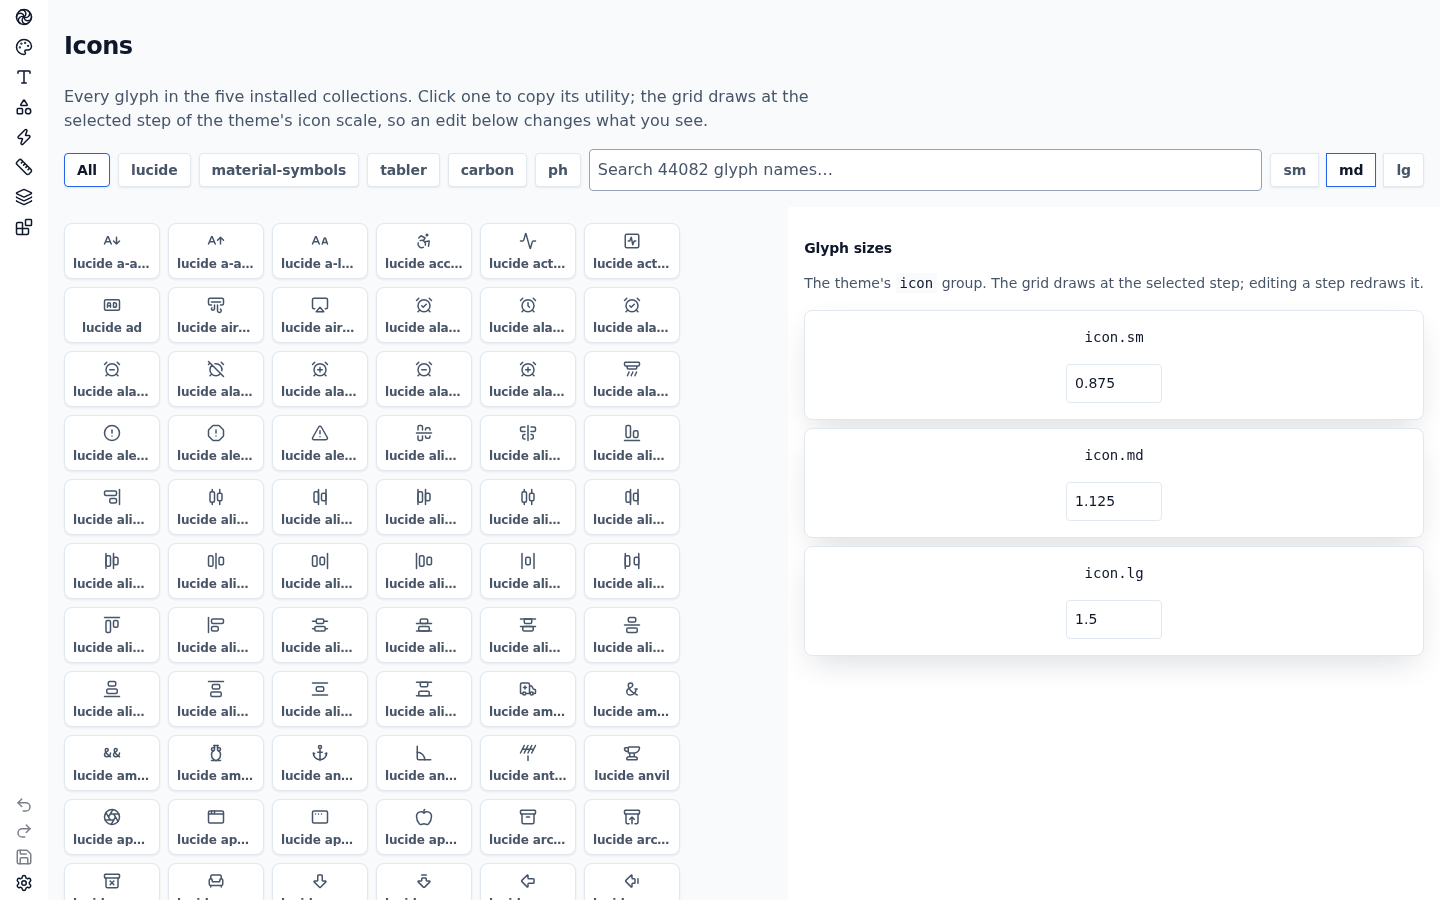 Icons
Every glyph in the five installed collections. Click one to copy its utility; the grid draws at the
selected step of the theme's icon scale, so an edit below changes what you see.
All lucide material-symbols tabler carbon ph Search 44082 glyph names... sm md lg
lucide a-a... lucide a-a... lucide a-l... lucide acc... lucide act... lucide act...
lucide ad lucide air... lucide air... lucide ala... lucide ala... lucide ala...
lucide ala... lucide ala... lucide ala... lucide ala... lucide ala... lucide ala...
lucide ale... lucide ale... lucide ale... lucide ali... lucide ali... lucide ali...
lucide ali... lucide ali... lucide ali... lucide ali... lucide ali... lucide ali...
lucide ali... lucide ali... lucide ali... lucide ali... lucide ali... lucide ali...
lucide ali... lucide ali... lucide ali... lucide ali... lucide ali... lucide ali...
lucide ali... lucide ali... lucide ali... lucide ali... lucide am... lucide am...
lucide am... lucide am... lucide an... lucide an... lucide ant... lucide anvil
lucide ap... lucide ap... lucide ap... lucide ap... lucide arc... lucide arc...
Glyph sizes
The theme's icon group. The grid draws at the selected step; editing a step redraws it.
icon.sm
0.875
icon.md
1.125
icon.lg
1.5